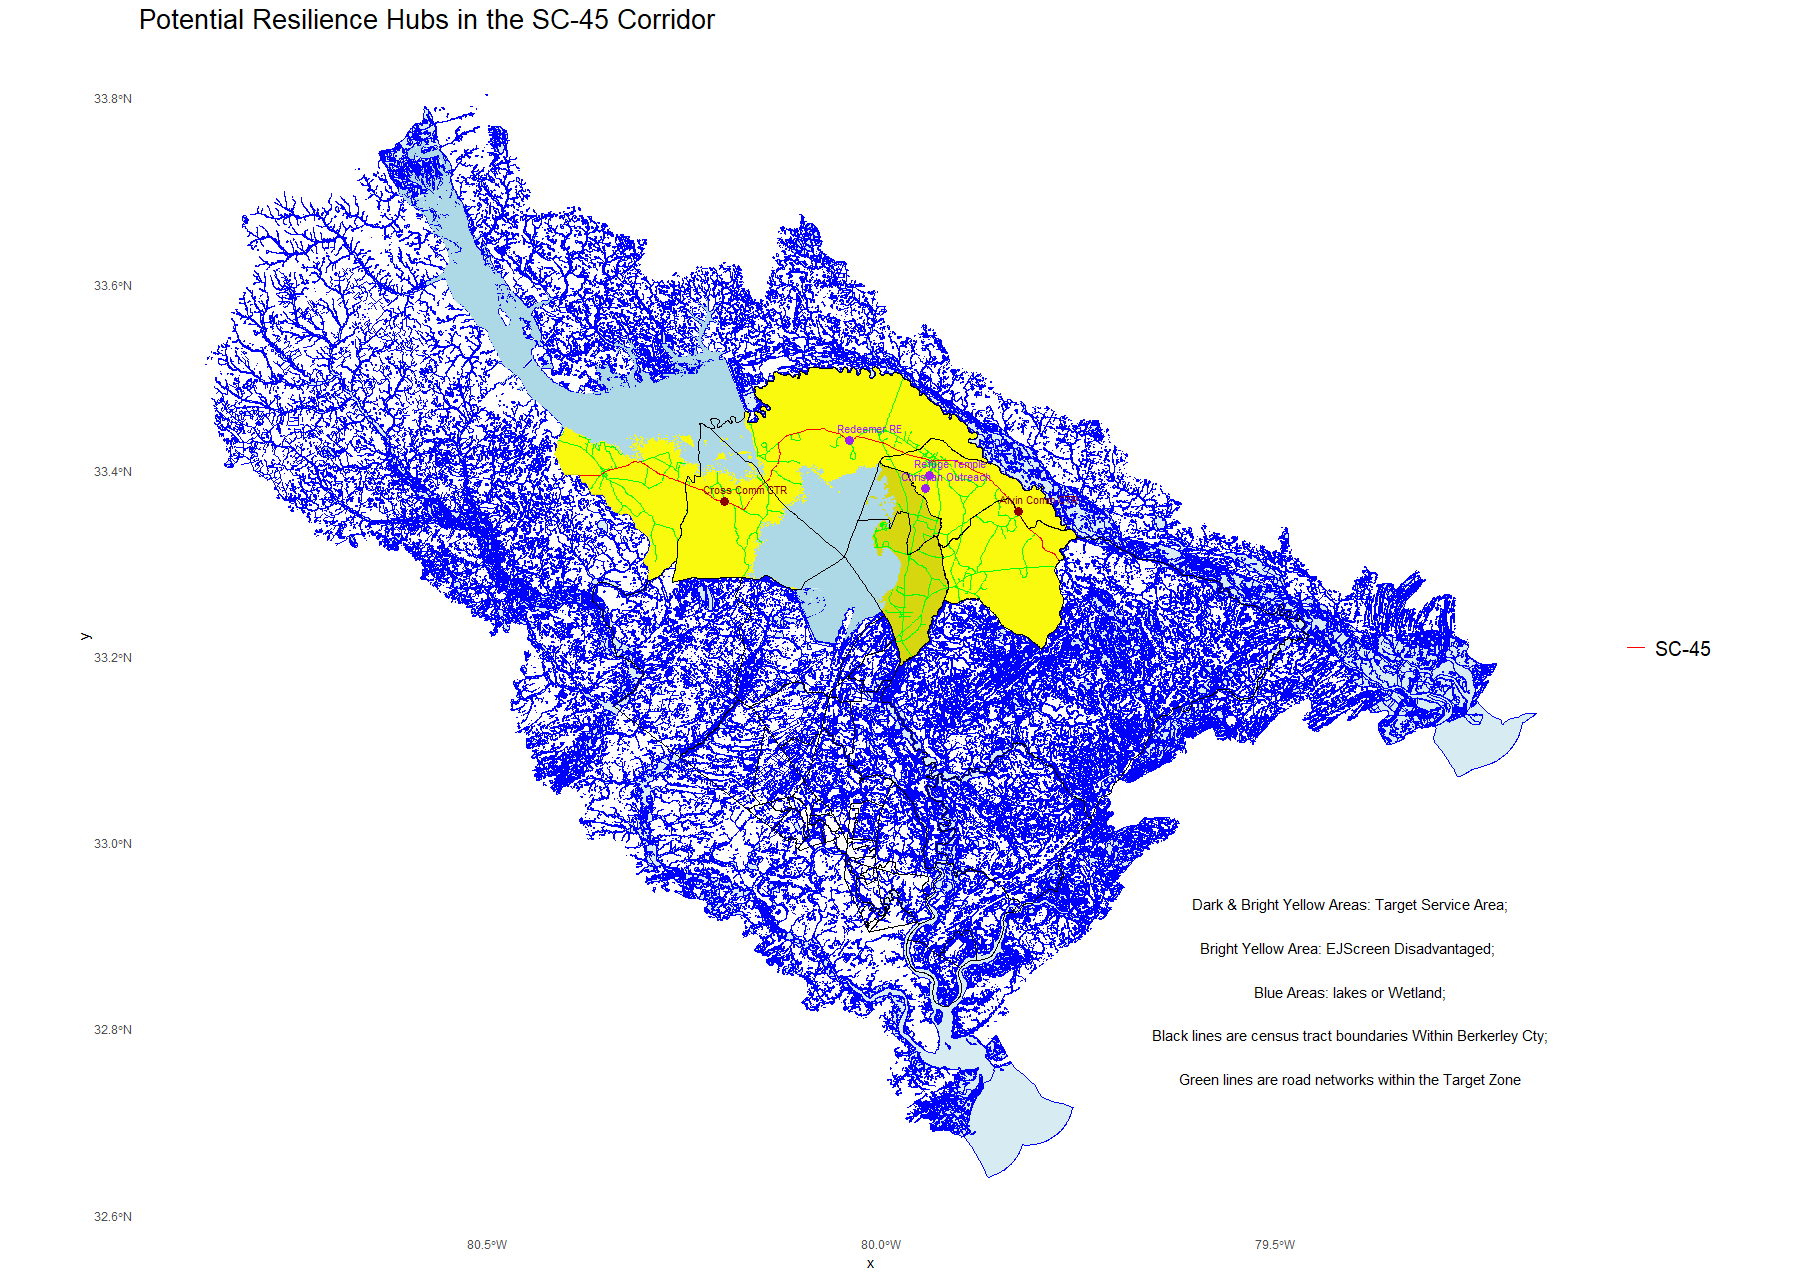 Potential Resilience Hubs in the SC-45 Corridor
33.8°N
33.6°N
33.4°N
33.2°N
33.0°N
32.8°N
32.6°N
y
Redeemer RE
Refuge Temple
Christian Outreach
Cross Comm CTR
Alvin Comm
SC-45
Dark & Bright Yellow Areas: Target Service Area;
Bright Yellow Area: EJScreen Disadvantaged;
Blue Areas: lakes or Wetland;
Black lines are census tract boundaries Within Berkerley Cty;
Green lines are road networks within the Target Zone
80.5°W
80.0°W
79.5°W
x